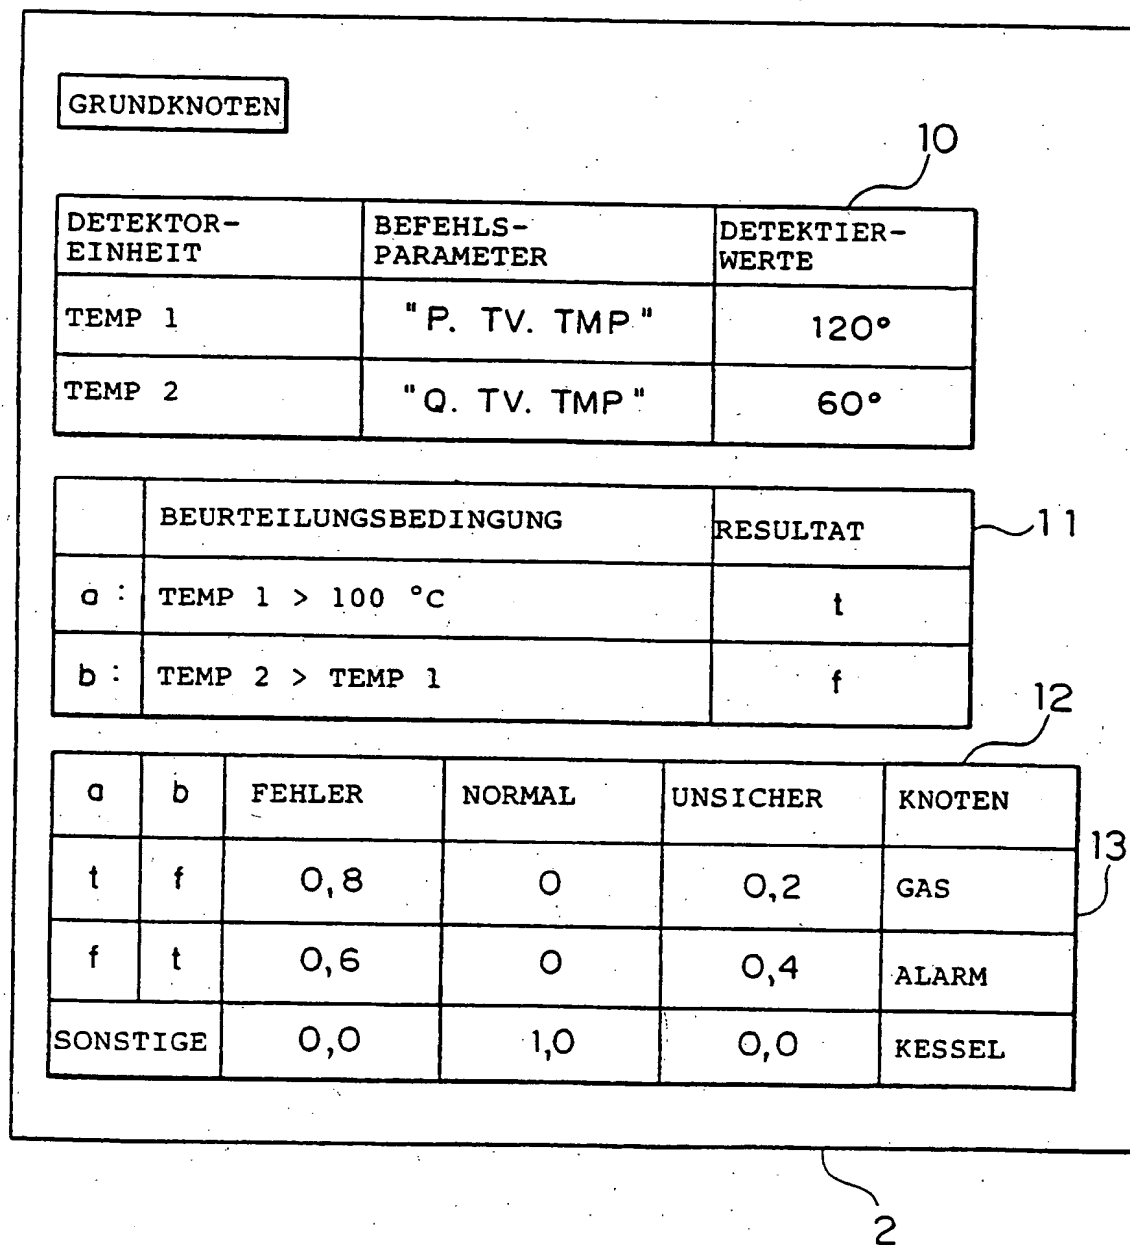 GRUNDKNOTEN
10
DETEKTOR-
EINHEIT
BEFEHLS-
PARAMETER
DETEKTIER-
WERTE
TEMP 1 "P. TV. TMP" 120°
TEMP 2 "Q. TV. TMP" 60°
BEURTEILUNGSBEDINGUNG RESULTAT 11
a: TEMP 1 > 100 °C t
b: TEMP 2 > TEMP 1 f
12
a b FEHLER NORMAL UNSICHER KNOTEN
13
t f 0,8 0 0,2 GAS
f t 0,6 0 0,4 ALARM
SONSTIGE 0,0 1,0 0,0 KESSEL
2